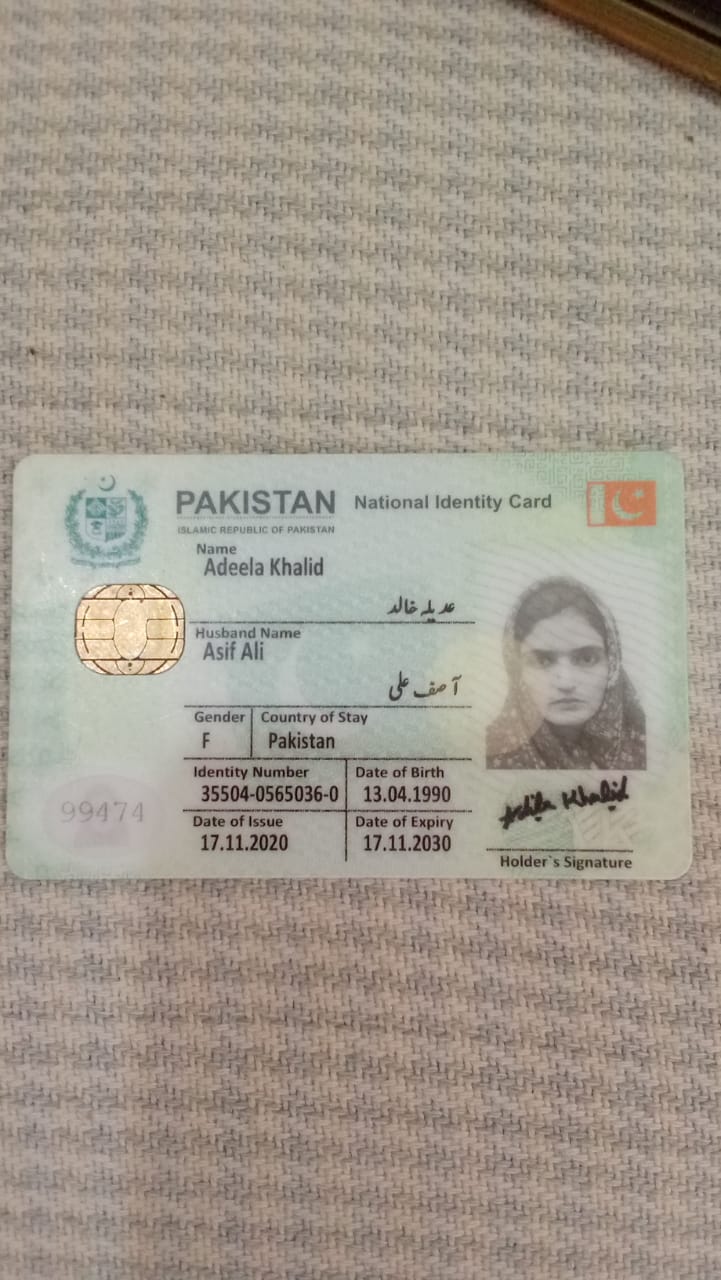 PAKISTAN National Identity Card
ISLAMIC REPUBLIC OF PAKISTAN
Name
Adeela Khalid
عدیلہ خالد
Husband Name
Asif Ali
آصف علی
Gender Country of Stay
F Pakistan
Identity Number Date of Birth
35504-0565036-0 13.04.1990
Date of Issue Date of Expiry
17.11.2020 17.11.2030
99474
Adila Khalid
Holder`s Signature